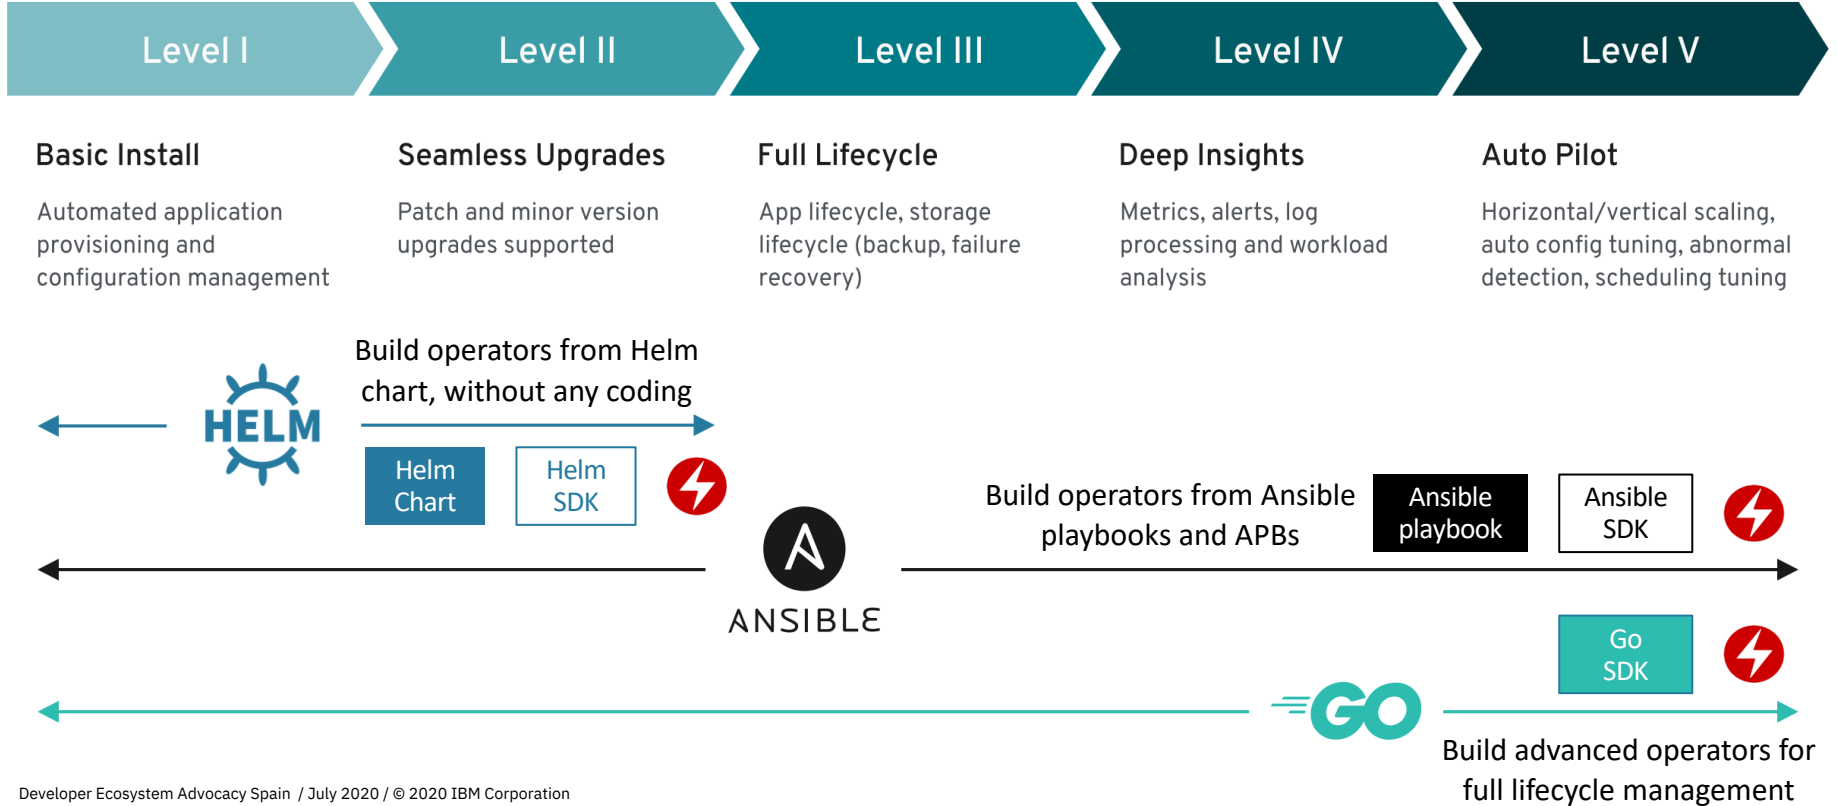 Level I
Level II
Level III
Level IV
Level V
Basic Install
Automated application
provisioning and
configuration management
Seamless Upgrades
Patch and minor version
upgrades supported
Full Lifecycle
App lifecycle, storage
lifecycle (backup, failure
recovery)
Deep Insights
Metrics, alerts, log
processing and workload
analysis
Auto Pilot
Horizontal/vertical scaling,
auto config tuning, abnormal
detection, scheduling tuning
HELM
Build operators from Helm
chart, without any coding
Helm
Chart
Helm
SDK
ANSIBLE
Build operators from Ansible
playbooks and APBs
Ansible
playbook
Ansible
SDK
Go
SDK
GO
Build advanced operators for
full lifecycle management
Developer Ecosystem Advocacy Spain / July 2020 / © 2020 IBM Corporation